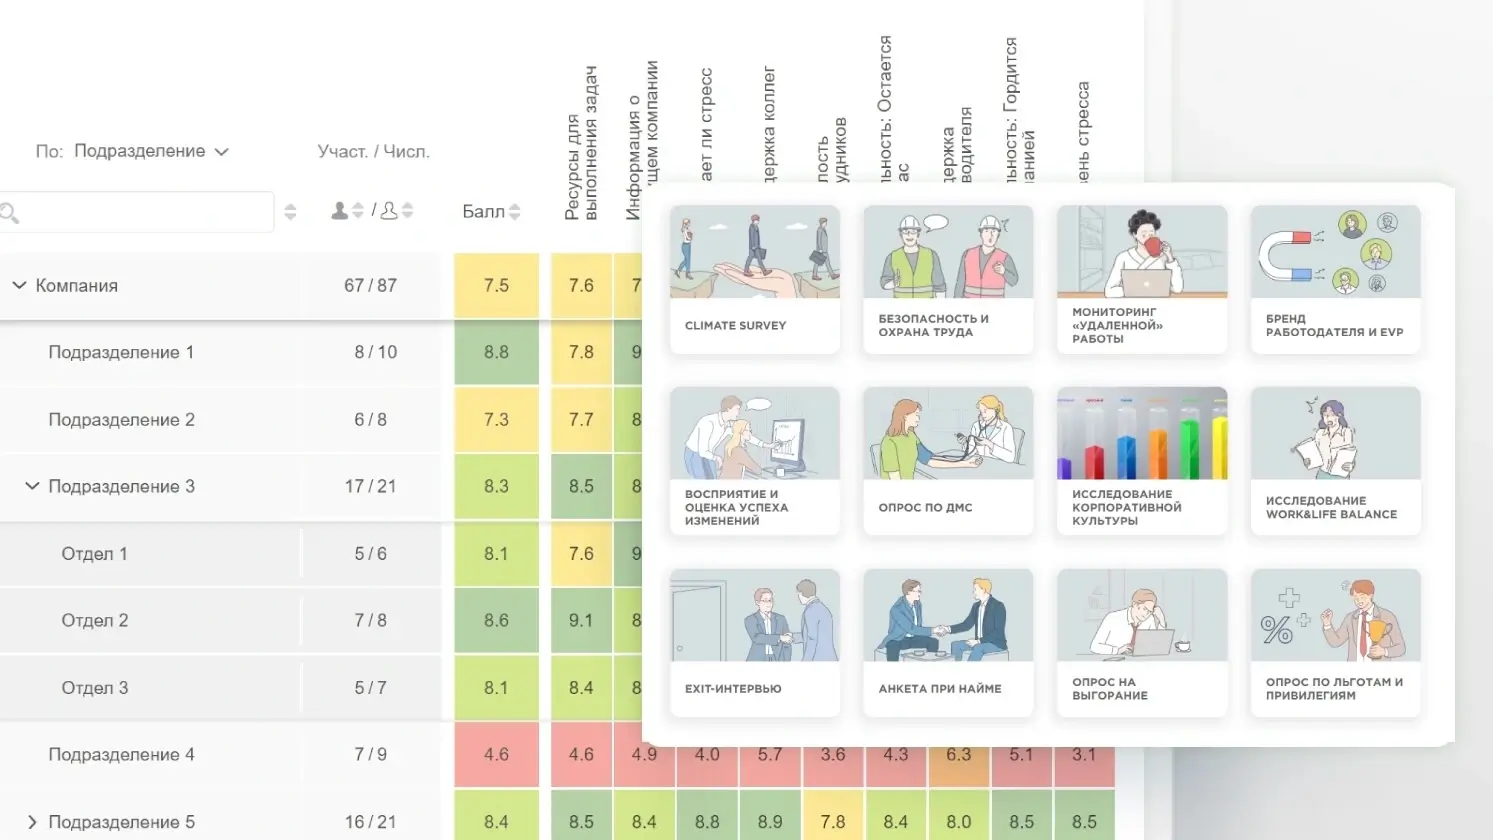 Ресурсы для
выполнения задач
Информация о
держка коллег
ает ли стресс
льность: Остается
держка
водителя
льность: Гордится
ень стресса
По: Подразделение
Участ. / Числ.
/
Балл
Компания 67 / 87 7.5 7.6 7
Подразделение 1 8 / 10 8.8 7.8 9
Подразделение 2 6 / 8 7.3 7.7 8
Подразделение 3 17 / 21 8.3 8.5 8
Отдел 1 5 / 6 8.1 7.6 9
Отдел 2 7 / 8 8.6 9.1 8
Отдел 3 5 / 7 8.1 8.4 8
Подразделение 4 7 / 9 4.6 4.6 4.9 4.0 5.7 3.6 4.3 6.3 5.1 3.1
Подразделение 5 16 / 21 8.4 8.5 8.4 8.8 8.9 7.8 8.4 8.0 8.5 8.5
CLIMATE SURVEY
БЕЗОПАСНОСТЬ И
ОХРАНА ТРУДА
МОНИТОРИНГ
«УДАЛЕННОЙ»
РАБОТЫ
БРЕНД
РАБОТОДАТЕЛЯ И EVP
ВОСПРИЯТИЕ И
ОЦЕНКА УСПЕХА
ИЗМЕНЕНИЙ
ОПРОС ПО ДМС
ИССЛЕДОВАНИЕ
КОРПОРАТИВНОЙ
КУЛЬТУРЫ
ИССЛЕДОВАНИЕ
WORK&LIFE BALANCE
EXIT-ИНТЕРВЬЮ
АНКЕТА ПРИ НАЙМЕ
ОПРОС НА
ВЫГОРАНИЕ
%
ОПРОС ПО ЛЬГОТАМ И
ПРИВИЛЕГИЯМ